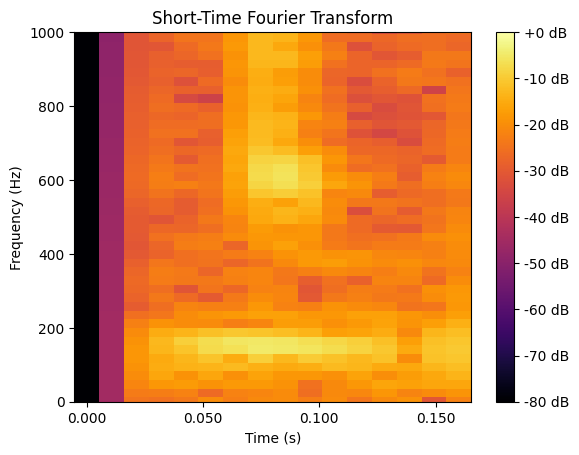 Short-Time Fourier Transform
Frequency (Hz)
1000
800
600
400
200
0
0.000
0.050
0.100
0.150
Time (s)
+0 dB
-10 dB
-20 dB
-30 dB
-40 dB
-50 dB
-60 dB
-70 dB
-80 dB